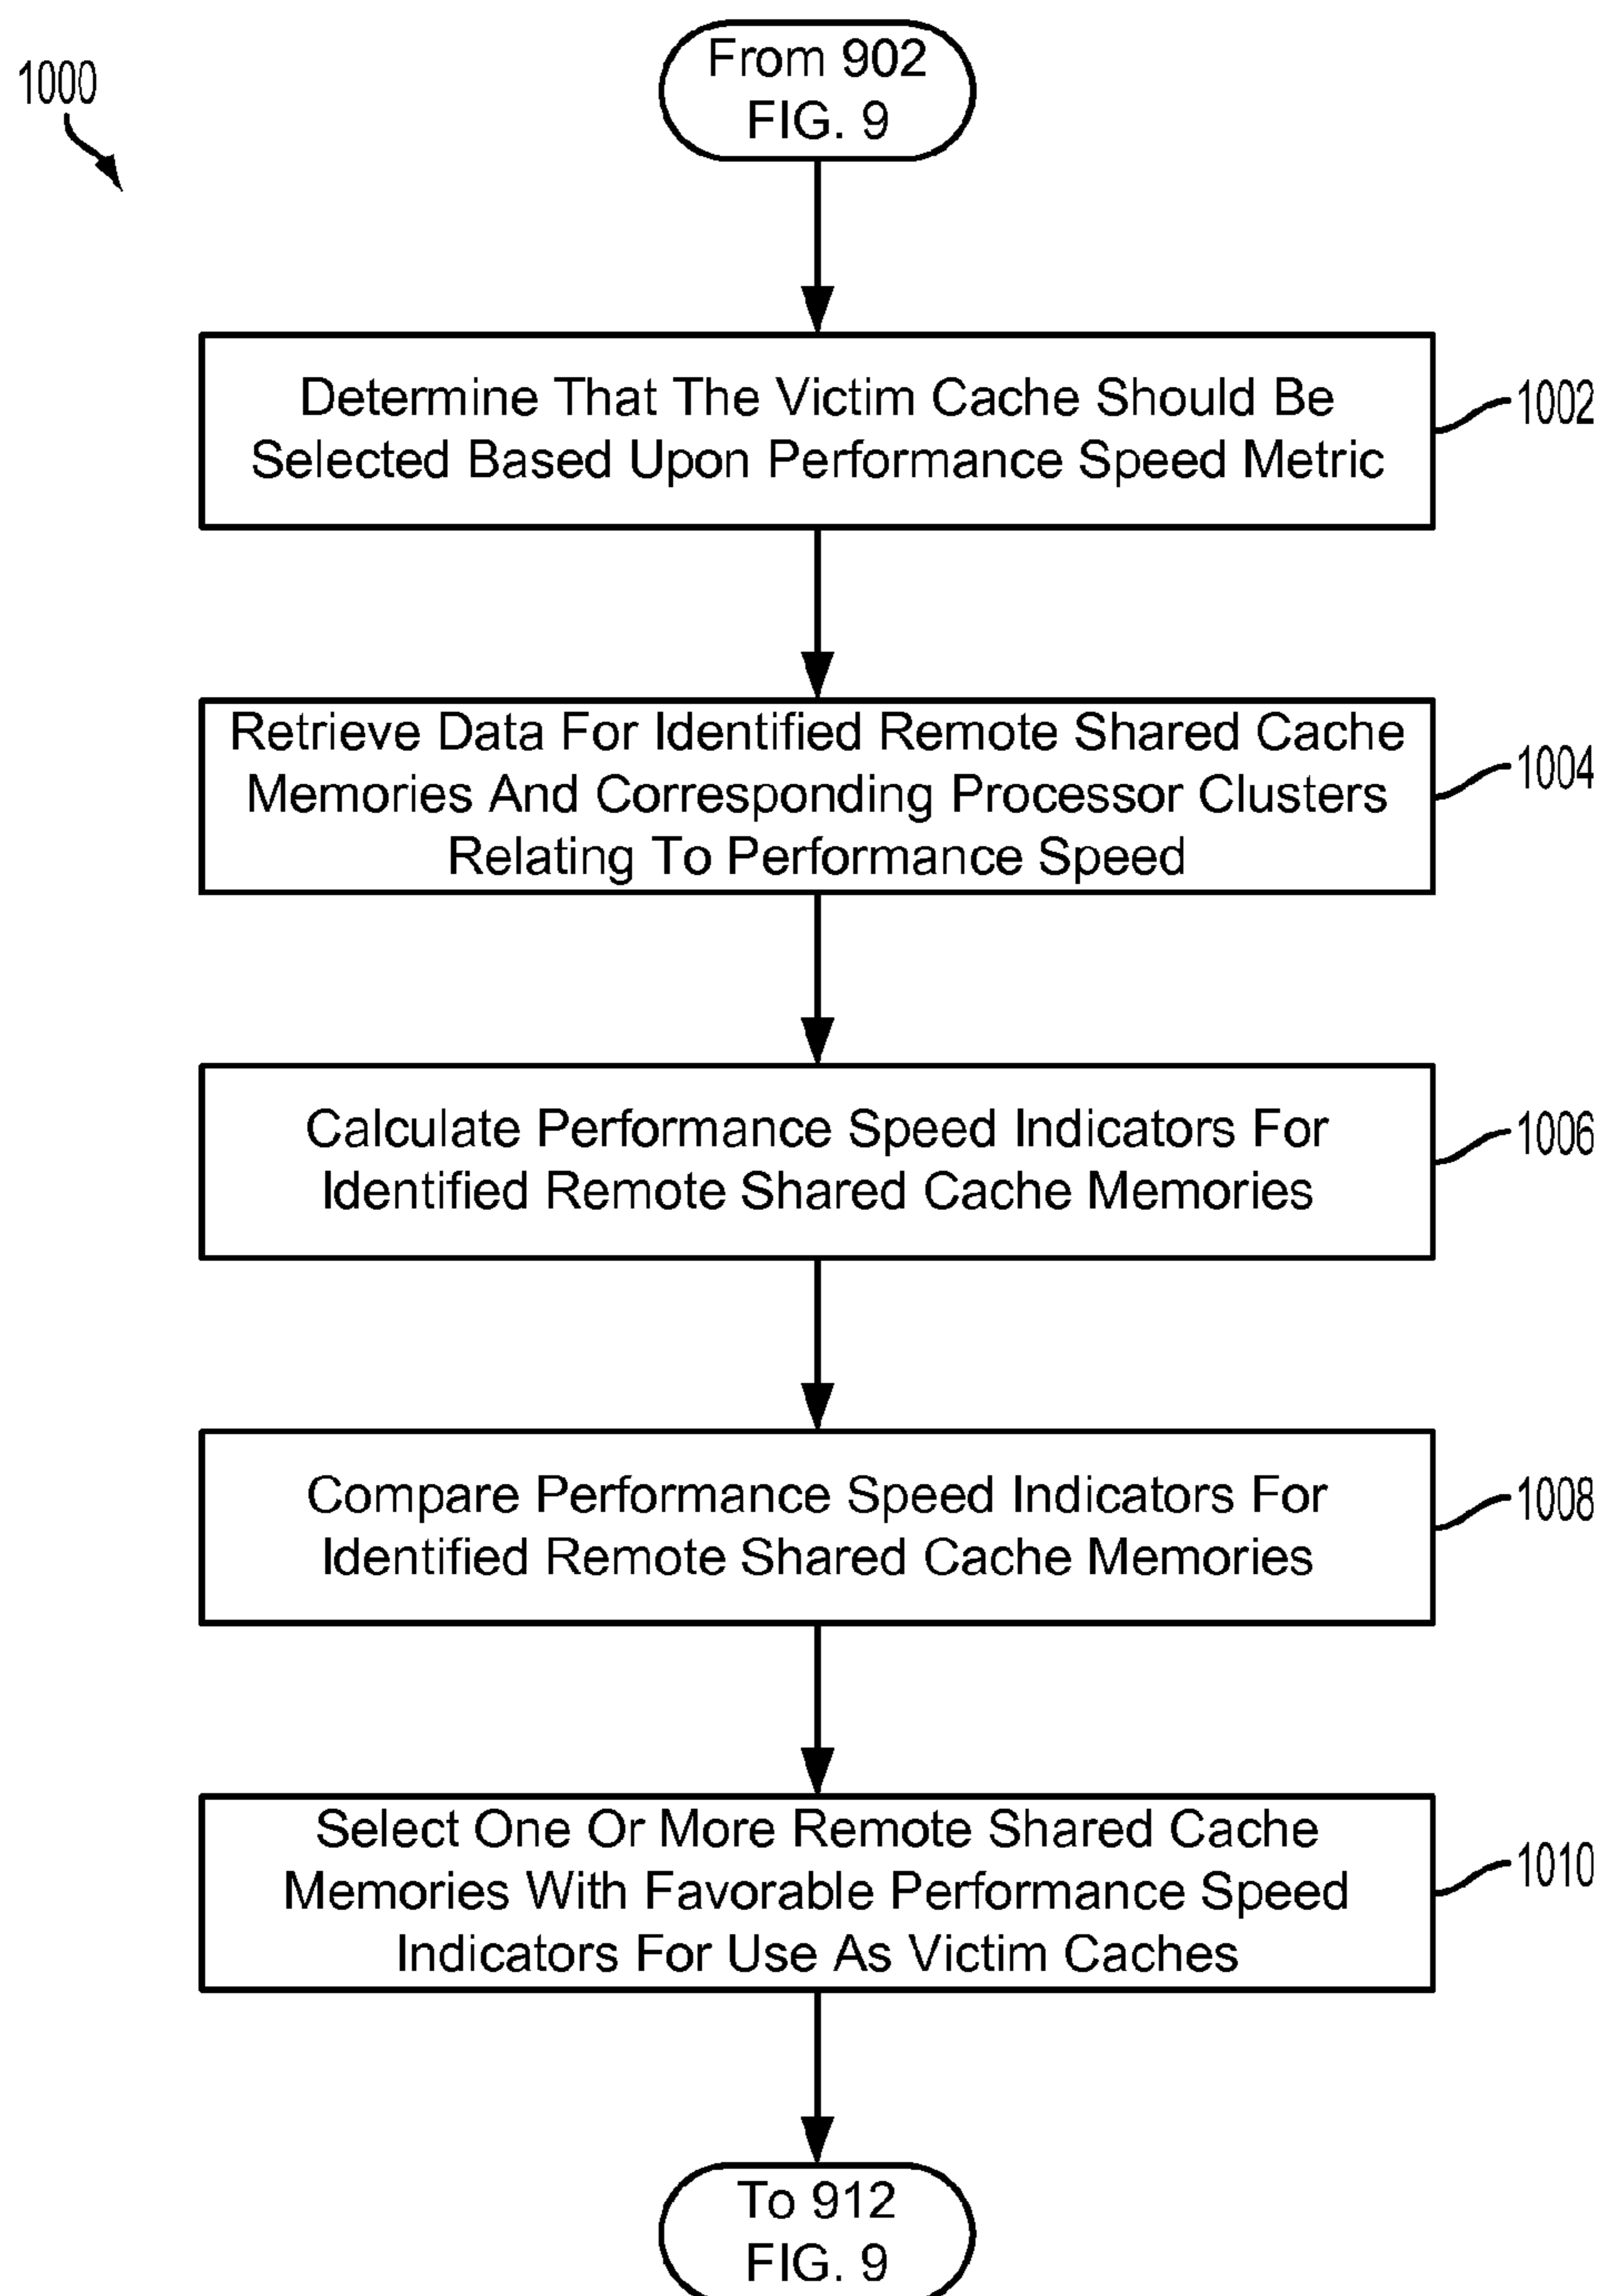 1000
From 902
FIG. 9
Determine That The Victim Cache Should Be
Selected Based Upon Performance Speed Metric
1002
Retrieve Data For Identified Remote Shared Cache
Memories And Corresponding Processor Clusters
Relating To Performance Speed
1004
Calculate Performance Speed Indicators For
Identified Remote Shared Cache Memories
1006
Compare Performance Speed Indicators For
Identified Remote Shared Cache Memories
1008
Select One Or More Remote Shared Cache
Memories With Favorable Performance Speed
Indicators For Use As Victim Caches
1010
To 912
FIG. 9